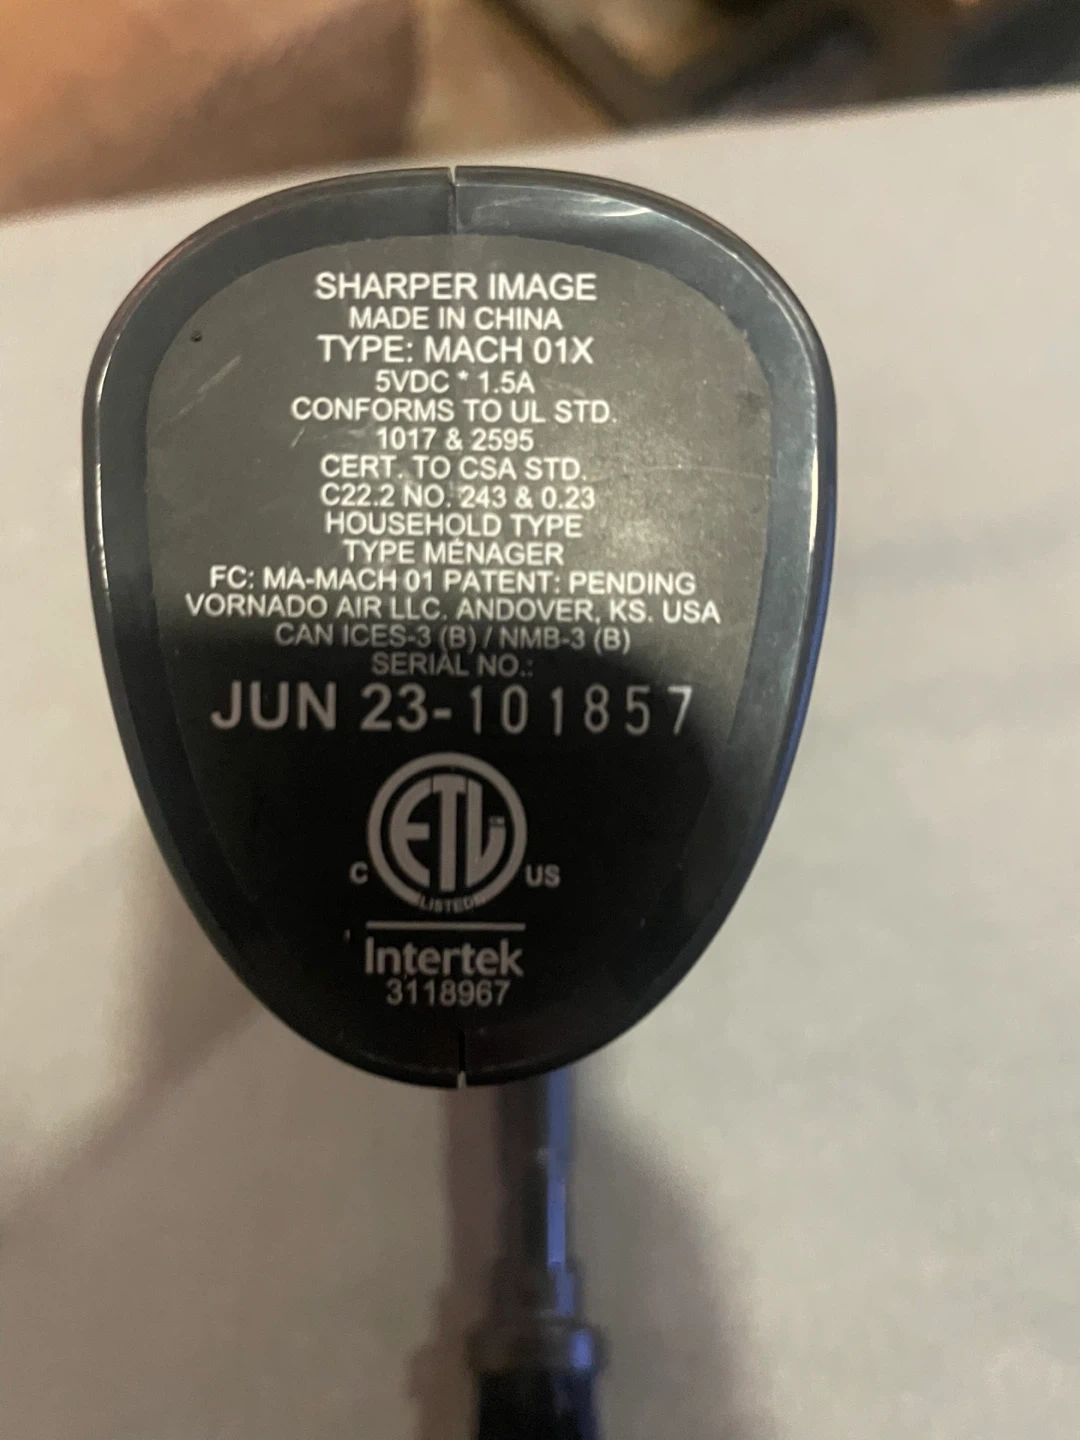 SHARPER IMAGE
MADE IN CHINA
TYPE: MACH 01X
5VDC * 1.5A
CONFORMS TO UL STD.
1017 & 2595
CERT. TO CSA STD.
C22.2 NO. 243 & 0.23
HOUSEHOLD TYPE
TYPE MÉNAGER
FC: MA-MACH 01 PATENT: PENDING
VORNADO AIR LLC. ANDOVER, KS. USA
CAN ICES-3 (B) / NMB-3 (B)
SERIAL NO.:
JUN 23-101857
ETL
C US
LISTED
Intertek
3118967